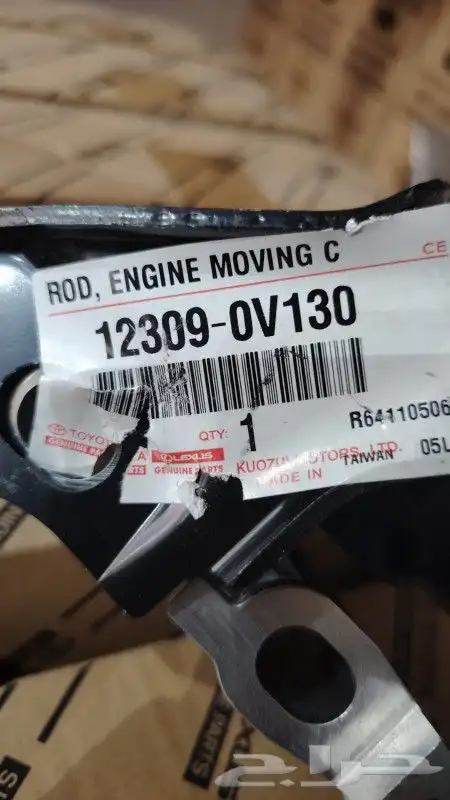 ROD, ENGINE MOVING C
CE
12309-0V130
QTY: 1
R64110506
TOYOTA
GENUINE PARTS
LEXUS
GENUINE PARTS
KUOZUI MOTORS, LTD.
MADE IN TAIWAN
05L
PARTS
حراج